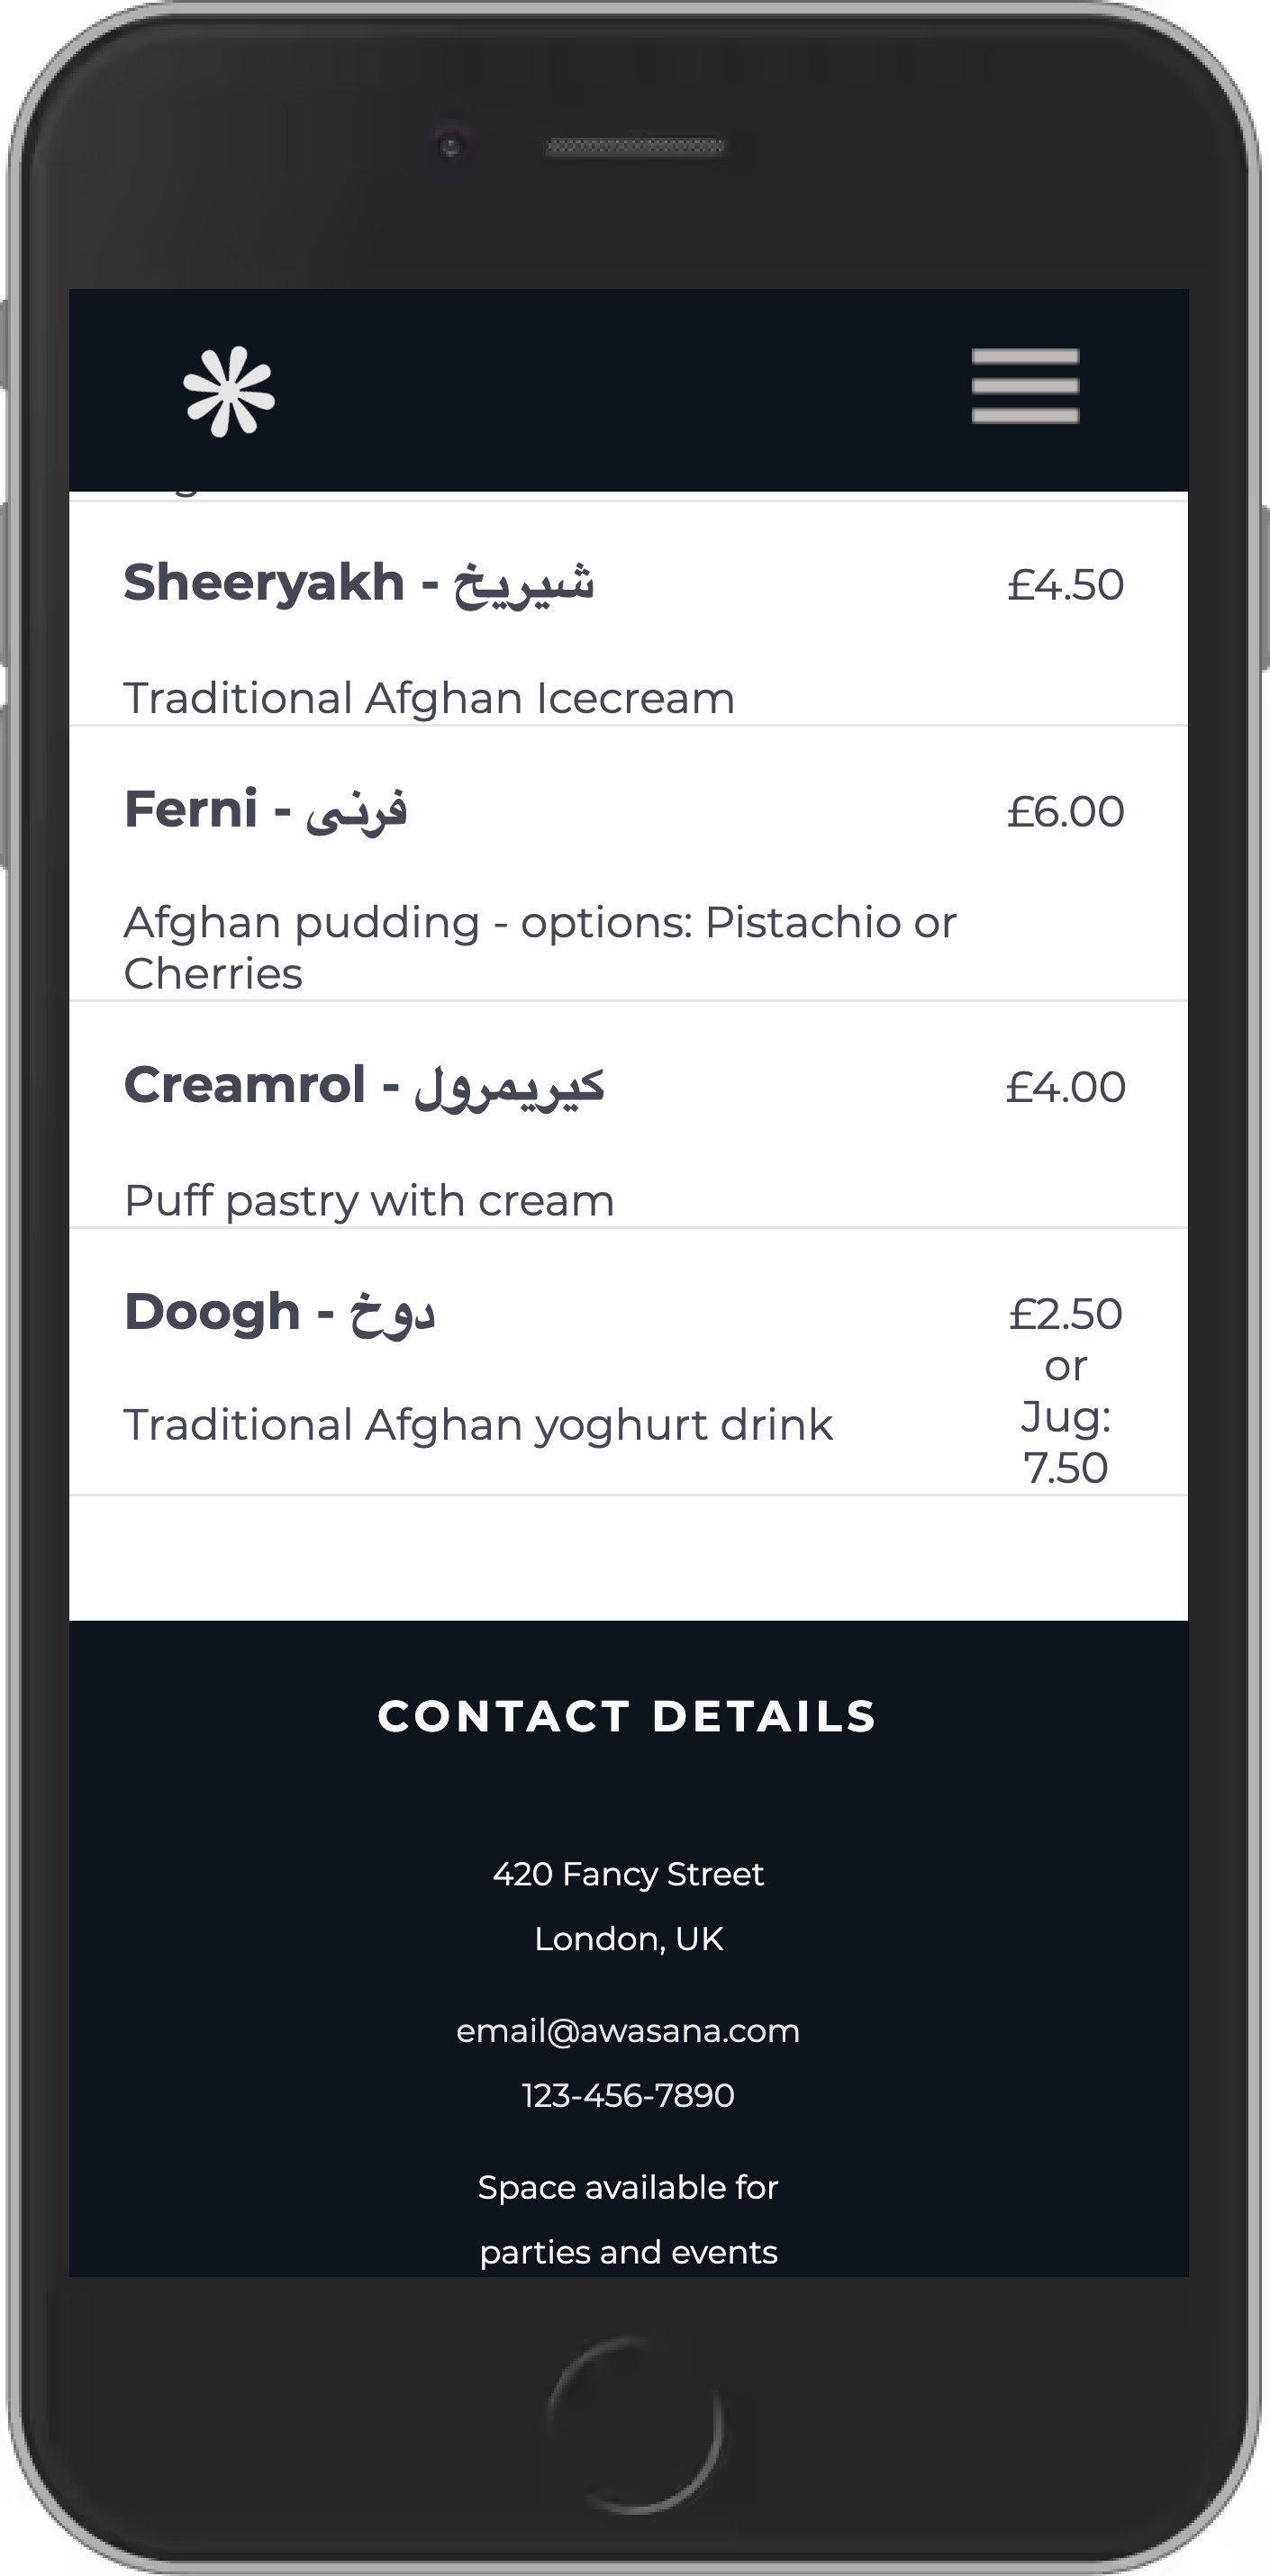 Sheeryakh - شیریخ
£4.50
Traditional Afghan Icecream
Ferni - فرنی
£6.00
Afghan pudding - options: Pistachio or
Cherries
Creamrol - کیریمرول
£4.00
Puff pastry with cream
Doogh - دوخ
£2.50
or
Jug:
7.50
Traditional Afghan yoghurt drink
CONTACT DETAILS
420 Fancy Street
London, UK
email@awasana.com
123-456-7890
Space available for
parties and events